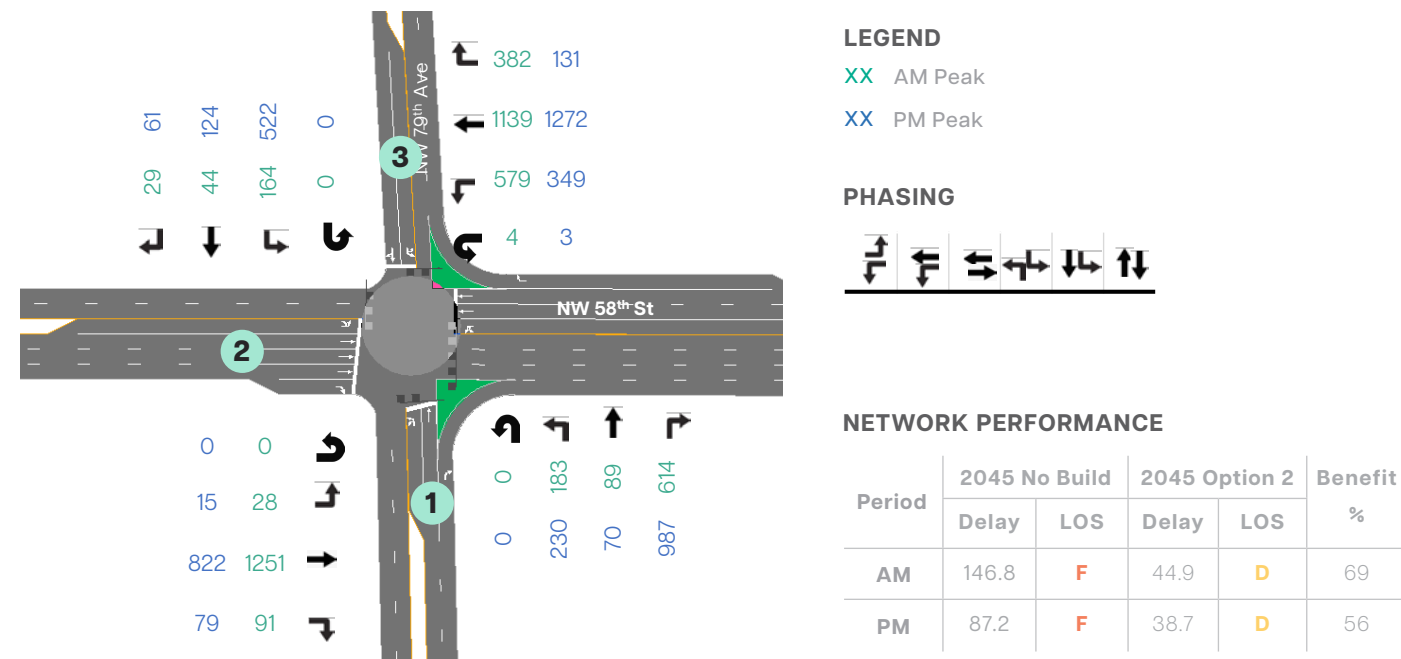 382 131
1139 1272
579 349
4 3
61 124 522 0
29 44 164 0
NW 79th Ave
3
NW 58th St
2
0 0
15 28
822 1251
79 91
1
0 183 89 614
0 230 70 987
LEGEND
XX AM Peak
XX PM Peak
PHASING
NETWORK PERFORMANCE
Period 2045 No Build 2045 Option 2 Benefit %
Delay LOS Delay LOS
AM 146.8 F 44.9 D 69
PM 87.2 F 38.7 D 56